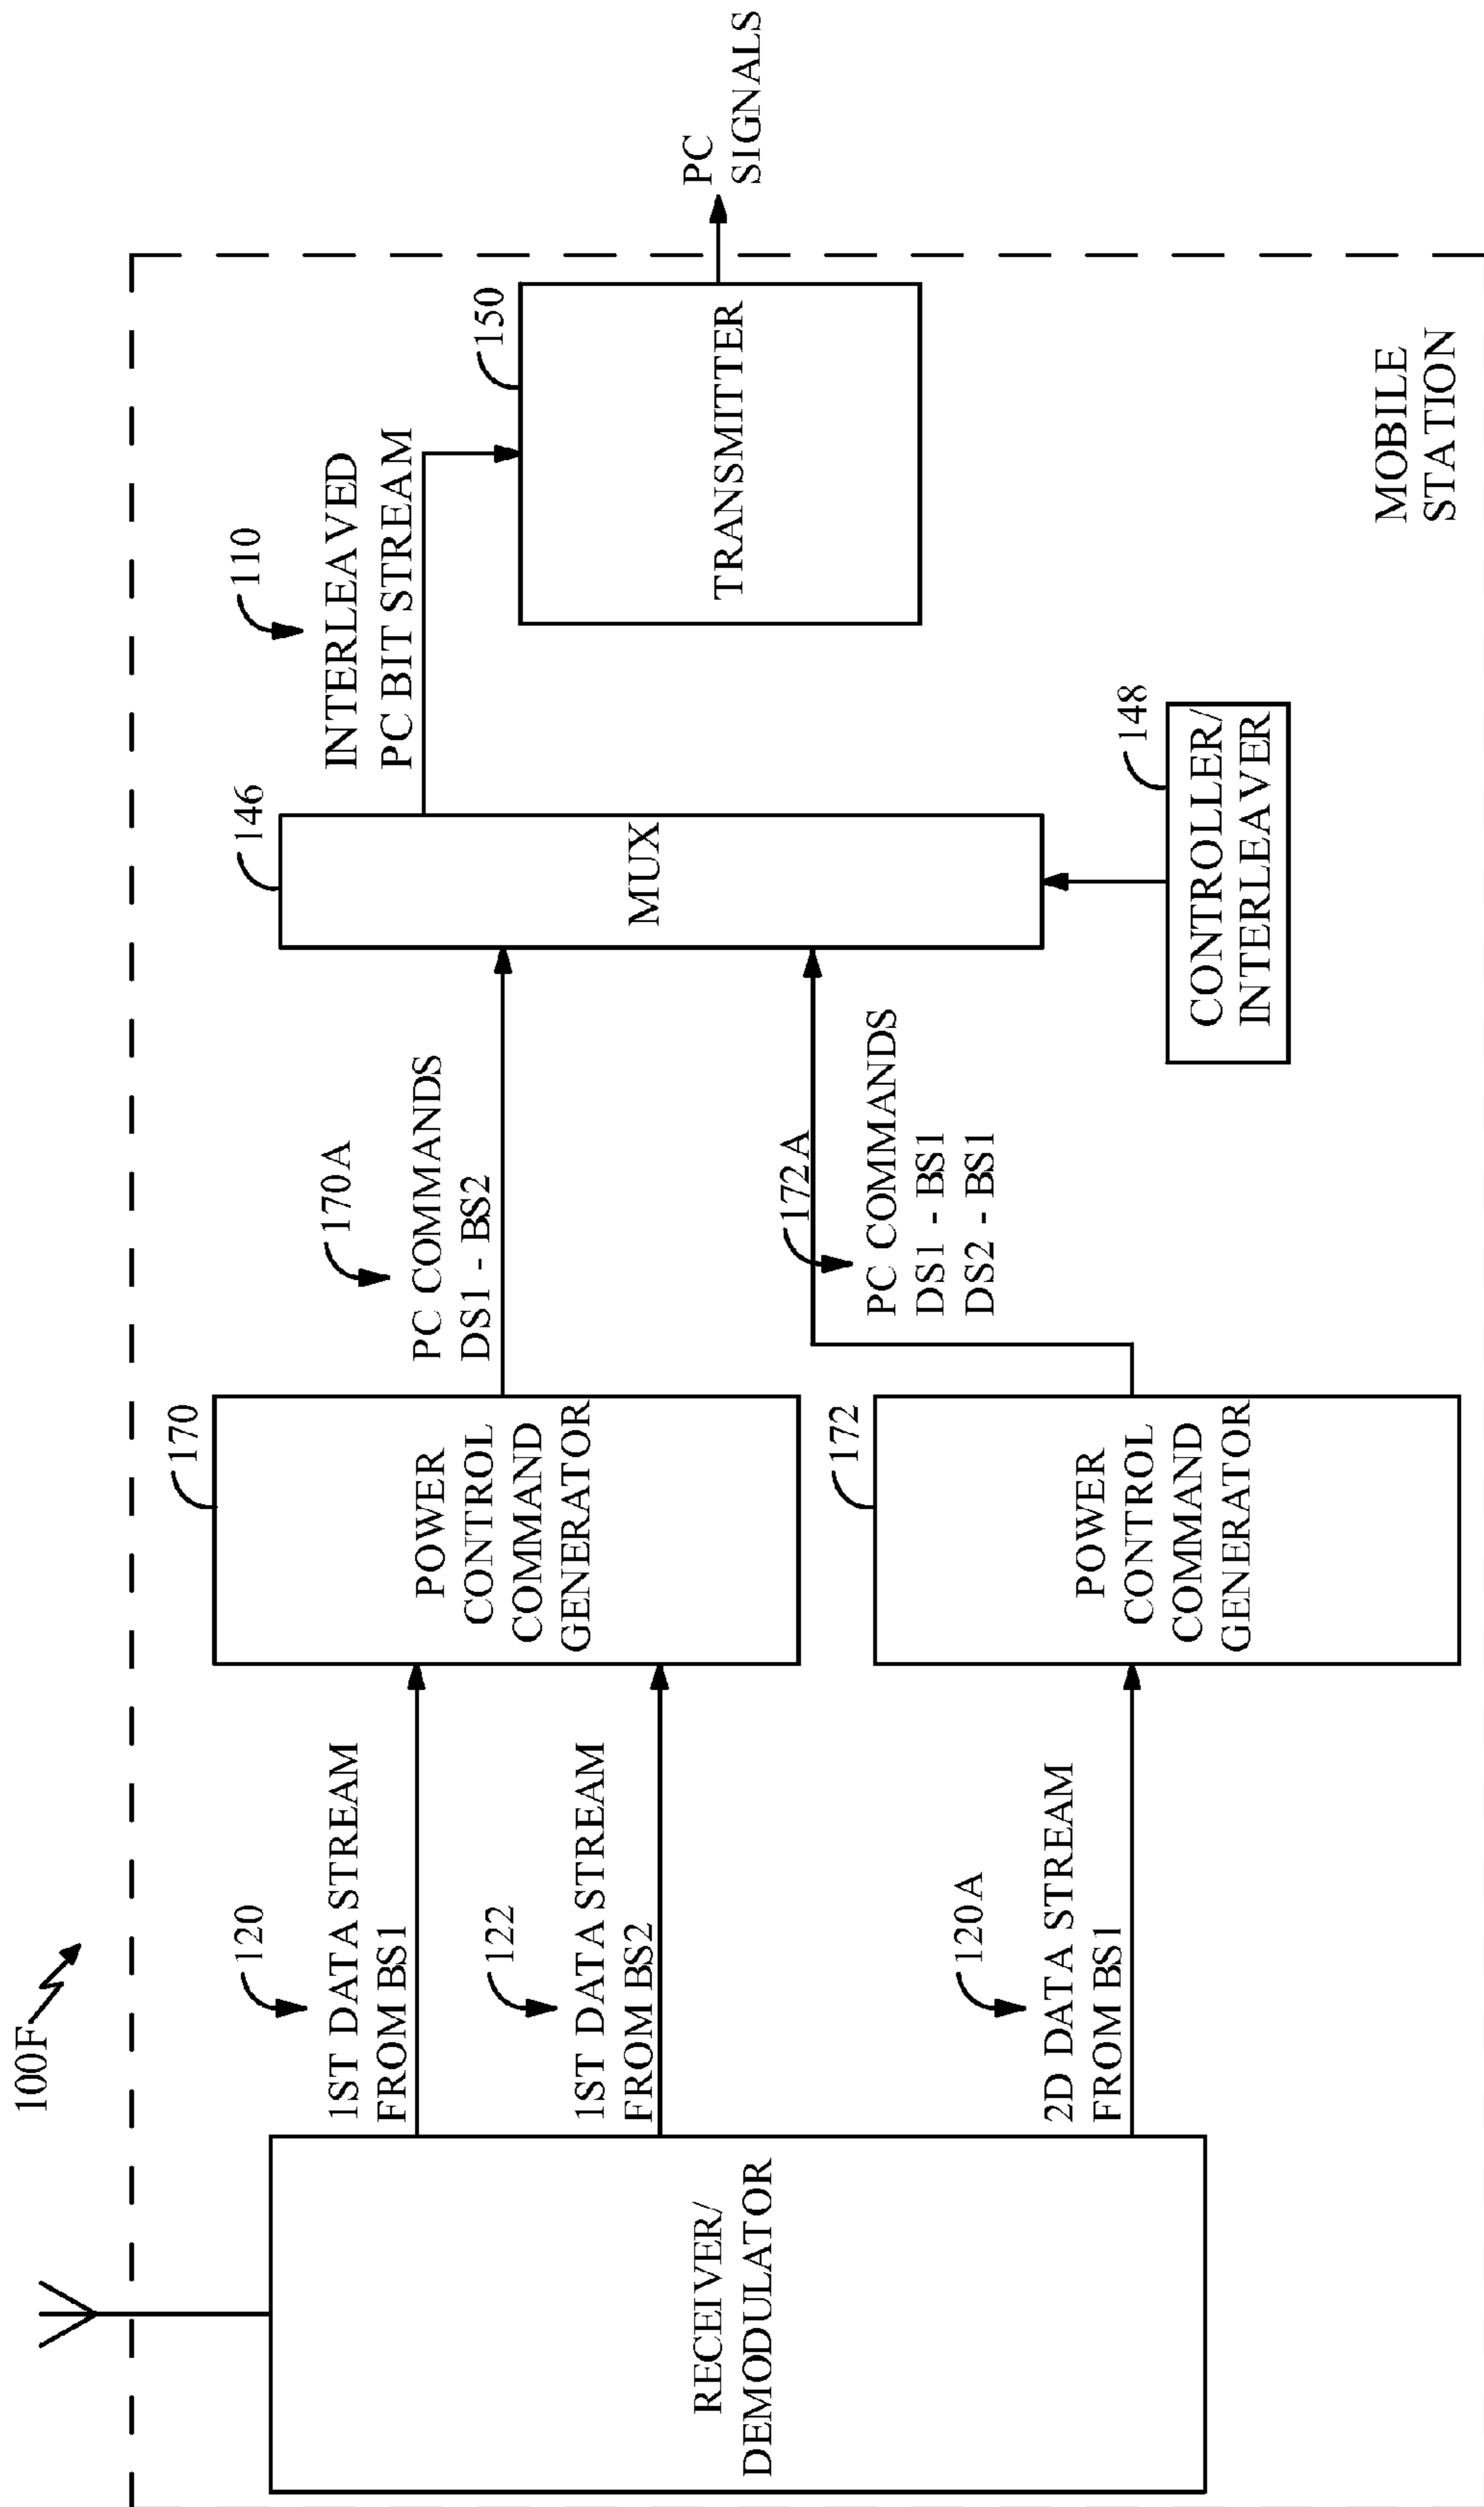 100F
RECEIVER/
DEMODULATOR
120
1ST DATA STREAM
FROM BS1
122
1ST DATA STREAM
FROM BS2
120A
2D DATA STREAM
FROM BS1
170
POWER
CONTROL
COMMAND
GENERATOR
172
POWER
CONTROL
COMMAND
GENERATOR
170A
PC COMMANDS
DS1 - BS2
172A
PC COMMANDS
DS1 - BS1
DS2 - BS1
146
MUX
148
CONTROLLER/
INTERLEAVER
110
INTERLEAVED
PC BIT STREAM
150
TRANSMITTER
MOBILE
STATION
PC
SIGNALS